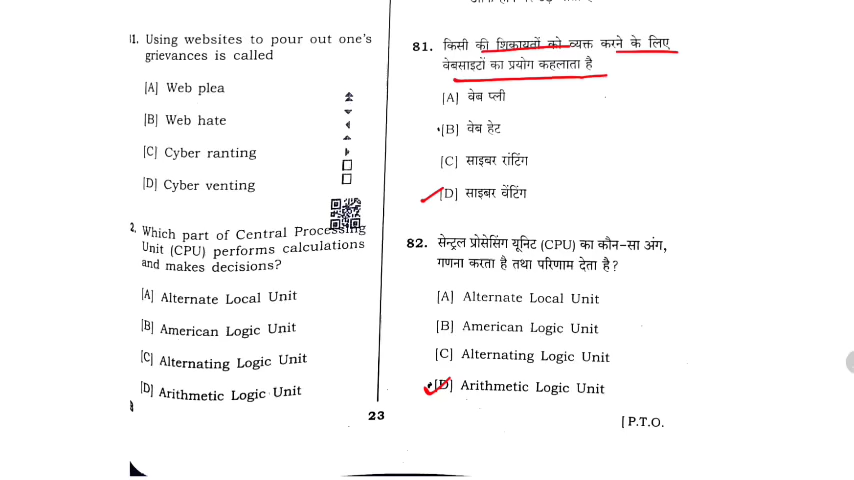 1. Using websites to pour out one's
grievances is called
[A] Web plea
[B] Web hate
[C] Cyber ranting
[D] Cyber venting
2. Which part of Central Processing
Unit (CPU) performs calculations
and makes decisions?
[A] Alternate Local Unit
[B] American Logic Unit
[C] Alternating Logic Unit
[D] Arithmetic Logic Unit
81. किसी की शिकायतों को व्यक्त करने के लिए
वेबसाइटों का प्रयोग कहलाता है
[A] वेब प्ली
[B] वेब हेट
[C] साइबर रांटिंग
[D] साइबर वेंटिंग
82. सेन्ट्रल प्रोसेसिंग यूनिट (CPU) का कौन-सा अंग,
गणना करता है तथा परिणाम देता है?
[A] Alternate Local Unit
[B] American Logic Unit
[C] Alternating Logic Unit
[D] Arithmetic Logic Unit
23
[ P.T.O.